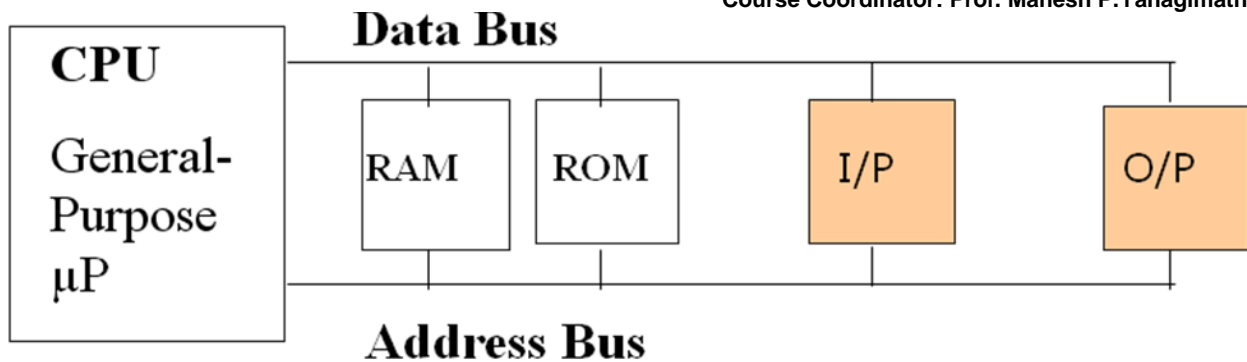 Course Coordinator: Prof. Mahesh P. Yanagimath
Data Bus
CPU
General-
Purpose
μP
RAM
ROM
I/P
O/P
Address Bus